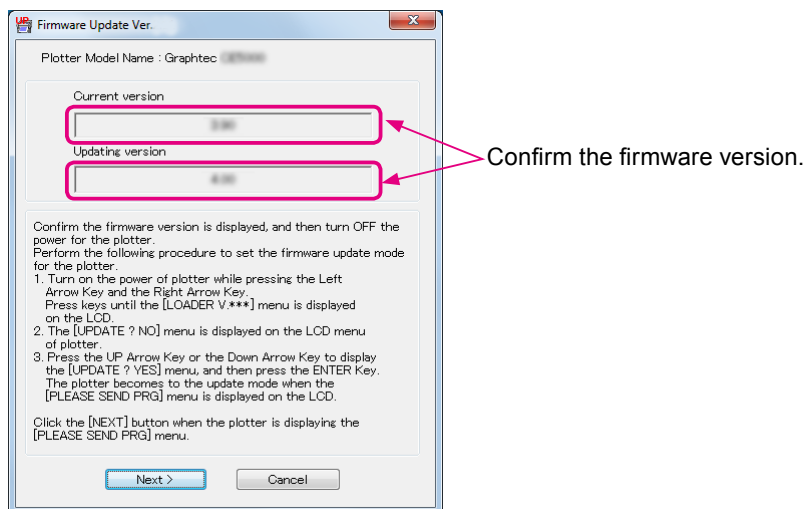 Firmware Update Ver.
Plotter Model Name : Graphtec
Current version
Updating version
Confirm the firmware version.
Confirm the firmware version is displayed, and then turn OFF the
power for the plotter.
Perform the following procedure to set the firmware update mode
for the plotter.
1. Turn on the power of plotter while pressing the Left
Arrow Key and the Right Arrow Key.
Press keys until the [LOADER V.***] menu is displayed
on the LCD.
2. The [UPDATE ? NO] menu is displayed on the LCD menu
of plotter.
3. Press the UP Arrow Key or the Down Arrow Key to display
the [UPDATE ? YES] menu, and then press the ENTER Key.
The plotter becomes to the update mode when the
[PLEASE SEND PRG] menu is displayed on the LCD.
Click the [NEXT] button when the plotter is displaying the
[PLEASE SEND PRG] menu.
Next >
Cancel